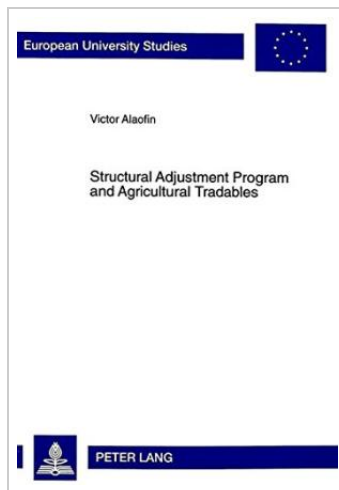 European University Studies
Victor Alaofin
Structural Adjustment Program
and Agricultural Tradables
PETER LANG